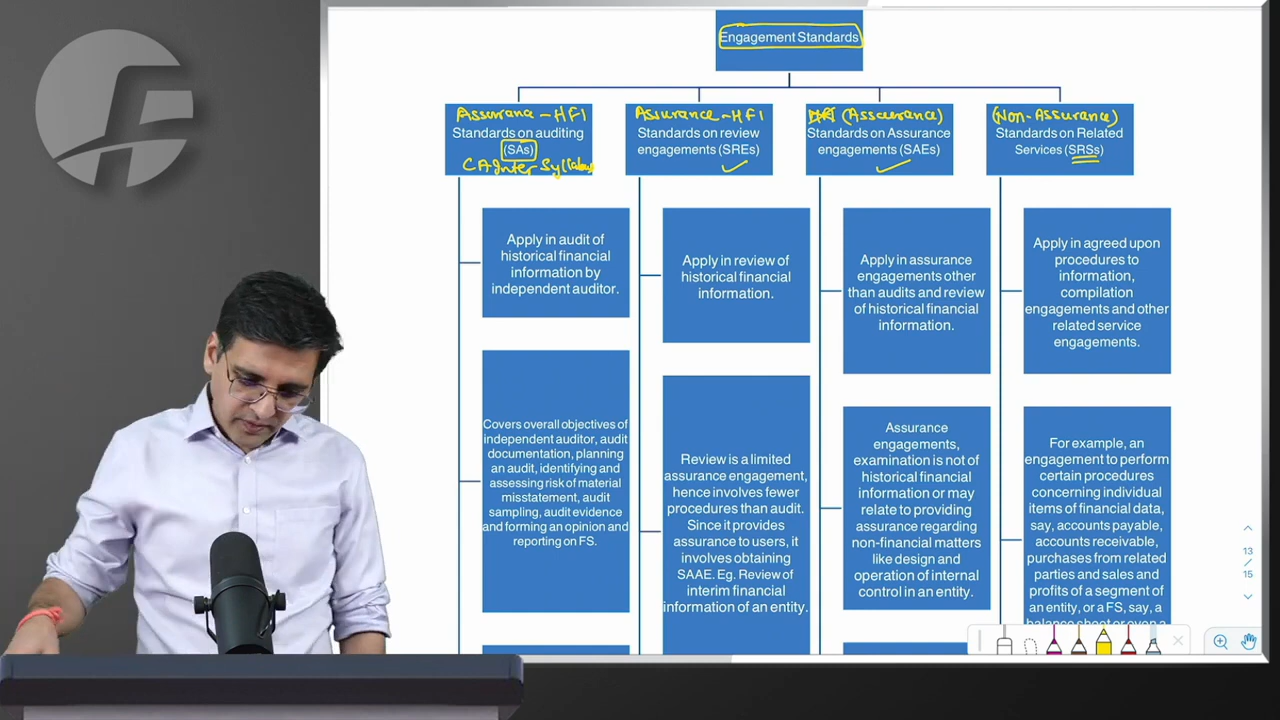 Engagement Standards
Assurance - HFI
Standards on auditing
(SAs)
CA Inter Syllabus
Assurance - HFI
Standards on review
engagements (SREs)
(Assurance)
Standards on Assurance
engagements (SAEs)
(Non-Assurance)
Standards on Related
Services (SRSs)
Apply in audit of
historical financial
information by
independent auditor.
Apply in review of
historical financial
information.
Apply in assurance
engagements other
than audits and review
of historical financial
information.
Apply in agreed upon
procedures to
information,
compilation
engagements and other
related service
engagements.
Covers overall objectives of
independent auditor, audit
documentation, planning
an audit, identifying and
assessing risk of material
misstatement, audit
sampling, audit evidence
and forming an opinion and
reporting on FS.
Review is a limited
assurance engagement,
hence involves fewer
procedures than audit.
Since it provides
assurance to users, it
involves obtaining
SAAE. Eg. Review of
interim financial
information of an entity.
Assurance
engagements,
examination is not of
historical financial
information or may
relate to providing
assurance regarding
non-financial matters
like design and
operation of internal
control in an entity.
For example, an
engagement to perform
certain procedures
concerning individual
items of financial data,
say, accounts payable,
accounts receivable,
purchases from related
parties and sales and
profits of a segment of
an entity, or a FS, say, a
balance sheet or even a
13
/
15